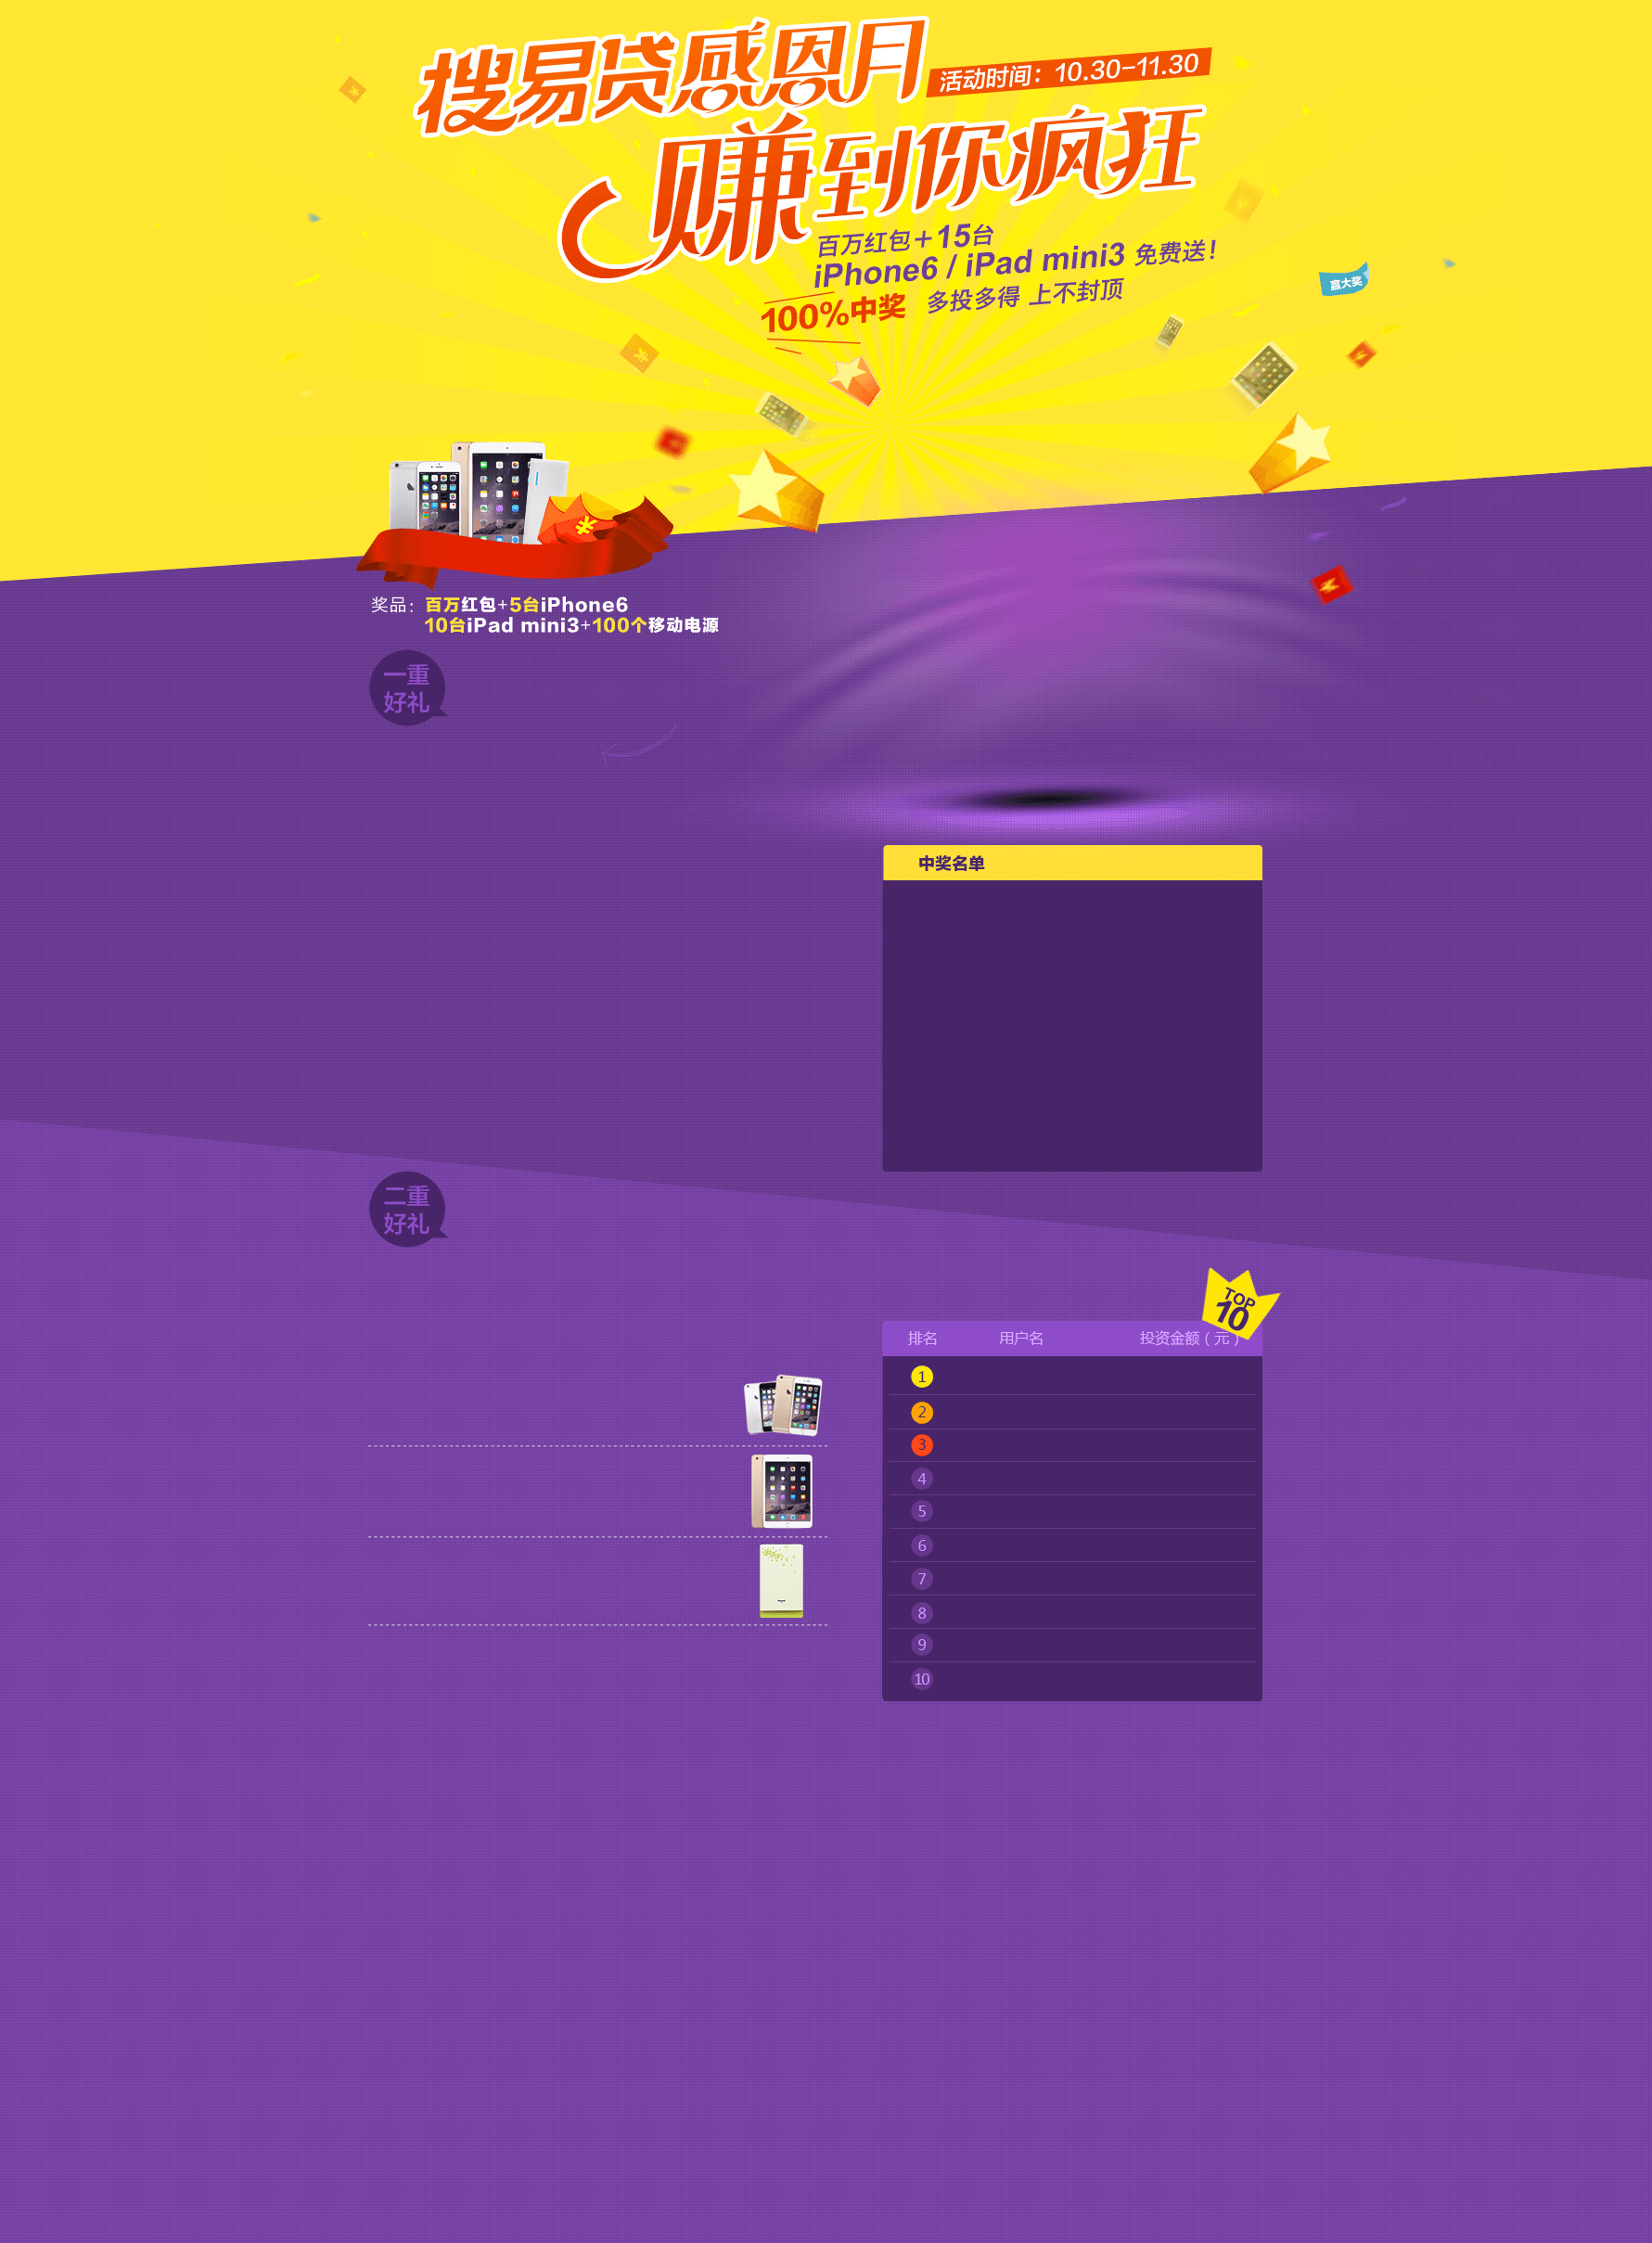 搜易贷感恩月
活动时间：10.30-11.30
赚到你疯狂
百万红包+15台
iPhone6 / iPad mini3 免费送！
100%中奖 多投多得 上不封顶
赢大奖
¥
奖品：百万红包+5台iPhone6
10台iPad mini3+100个移动电源
一重
好礼
中奖名单
二重
好礼
TOP
10
排名 用户名 投资金额（元）
1
2
3
4
5
6
7
8
9
10